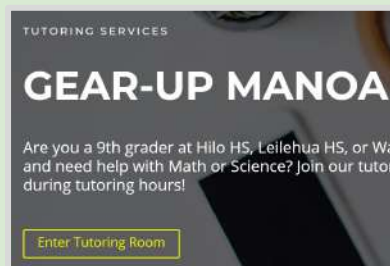 TUTORING SERVICES
GEAR-UP MANOA
Are you a 9th grader at Hilo HS, Leilehua HS, or
and need help with Math or Science? Join our
during tutoring hours!
Enter Tutoring Room